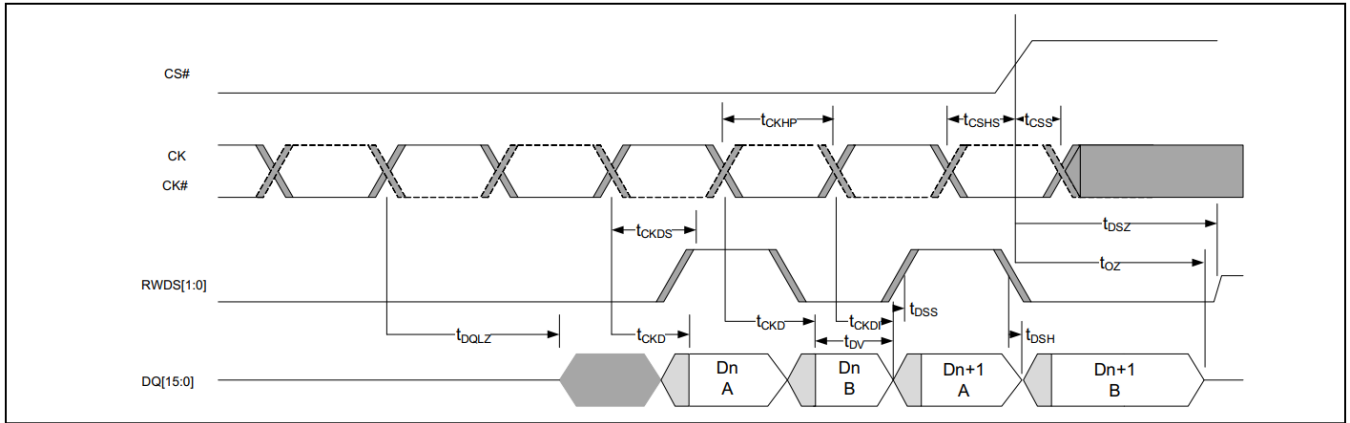 CS#
tCKHP
tCSHS
tCSS
CK
CK#
tCKDS
tDSZ
tOZ
RWDS[1:0]
tDSS
tDQLZ
tCKD
tCKD
tCKDI
tDV
tDSH
DQ[15:0]
Dn
A
Dn
B
Dn+1
A
Dn+1
B